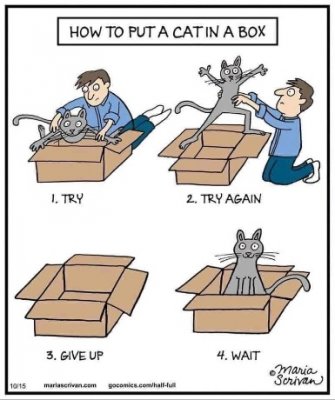 HOW TO PUT A CAT IN A BOX
1. TRY
2. TRY AGAIN
3. GIVE UP
4. WAIT
©Maria
Scrivan
10/15 mariascrivan.com gocomics.com/half-full